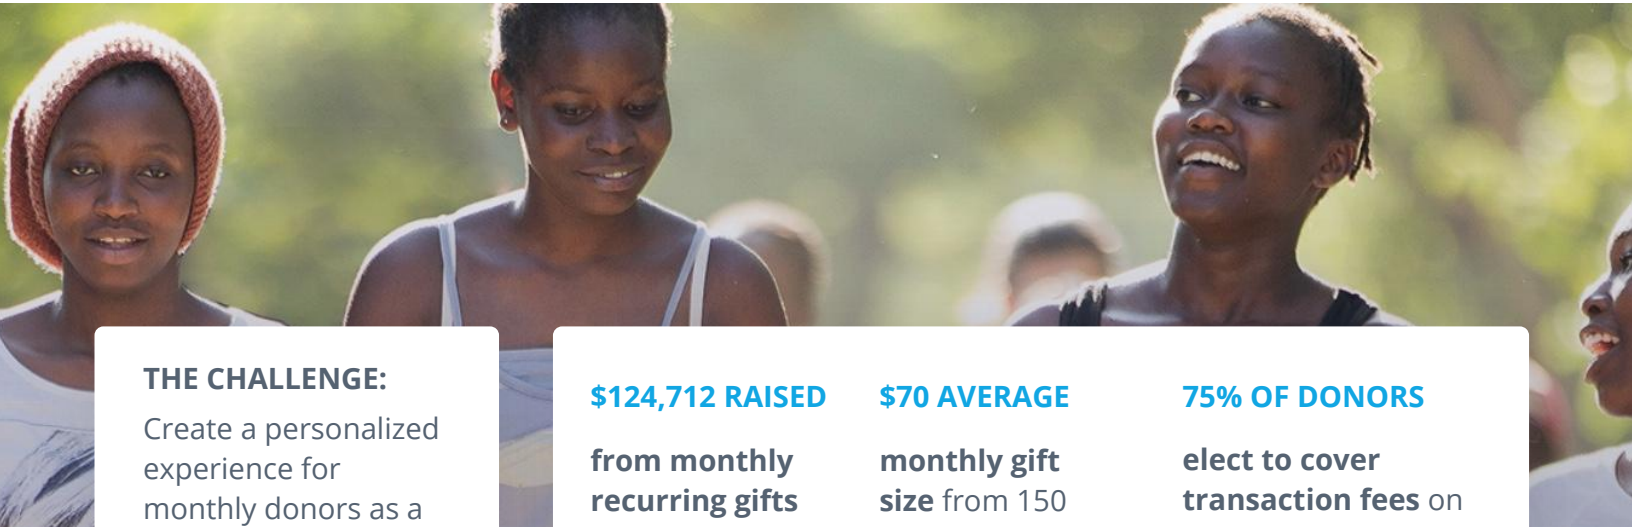 THE CHALLENGE:
Create a personalized
experience for
monthly donors as a
$124,712 RAISED
from monthly
recurring gifts
$70 AVERAGE
monthly gift
size from 150
75% OF DONORS
elect to cover
transaction fees on